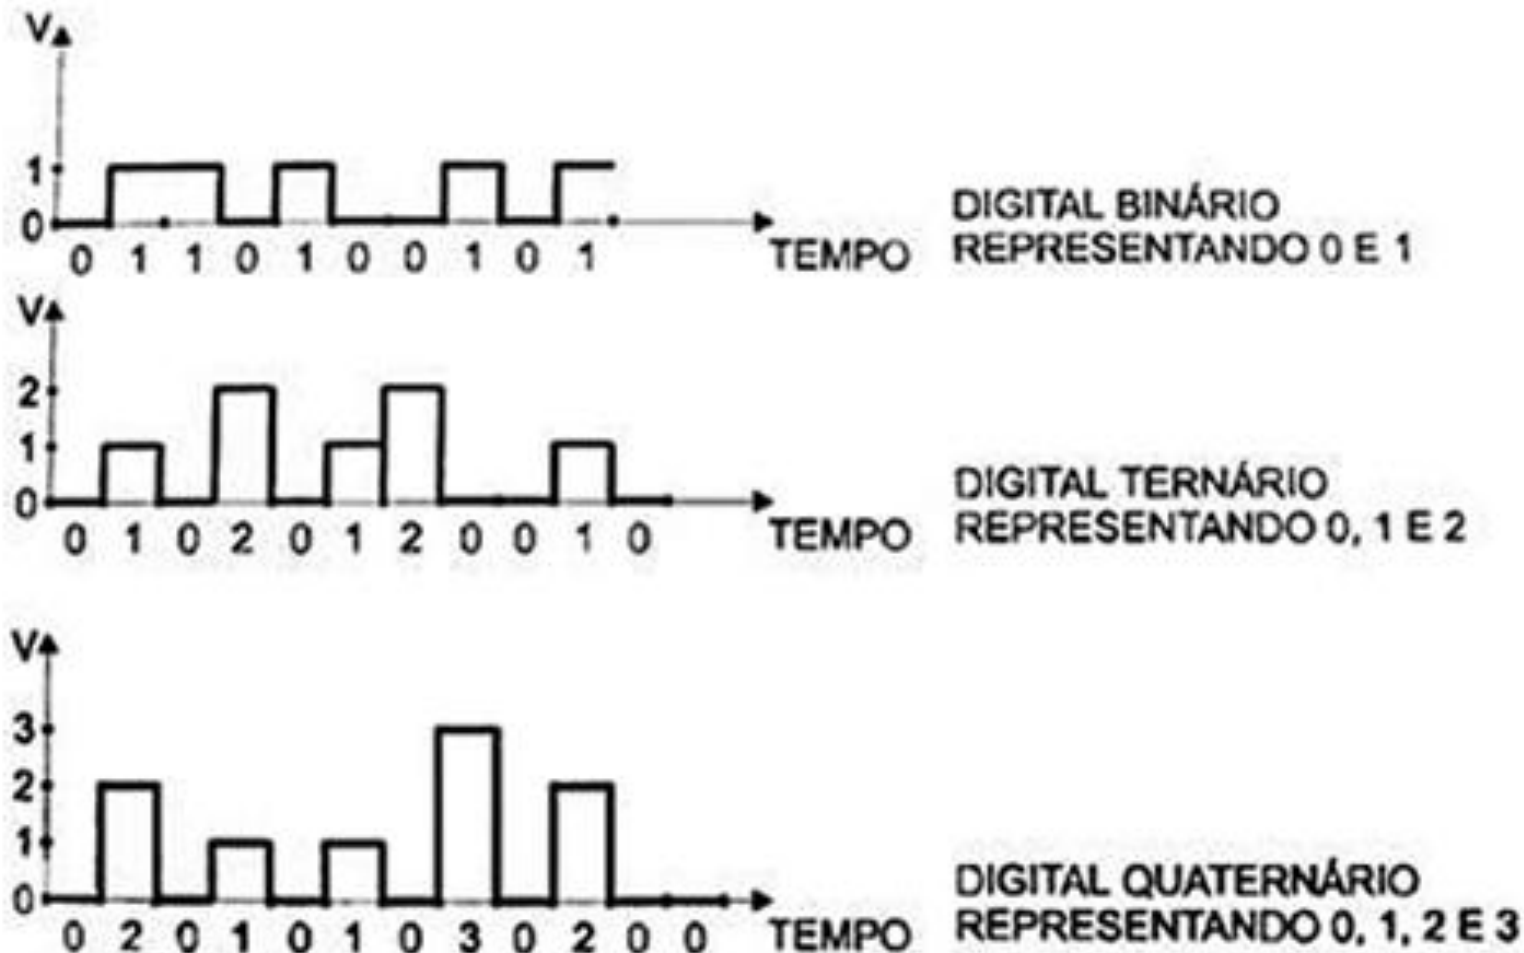 V
1
0
0 1 1 0 1 0 0 1 0 1
TEMPO
DIGITAL BINÁRIO
REPRESENTANDO 0 E 1
V
2
1
0
0 1 0 2 0 1 2 0 0 1 0
TEMPO
DIGITAL TERNÁRIO
REPRESENTANDO 0, 1 E 2
V
3
2
1
0
0 2 0 1 0 1 0 3 0 2 0 0
TEMPO
DIGITAL QUATERNÁRIO
REPRESENTANDO 0, 1, 2 E 3